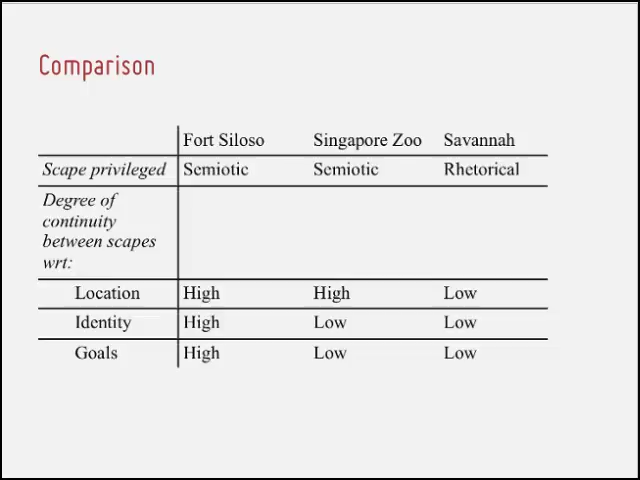 Comparison
Fort Siloso Singapore Zoo Savannah
Scape privileged Semiotic Semiotic Rhetorical
Degree of
continuity
between scapes
wrt:
Location High High Low
Identity High Low Low
Goals High Low Low